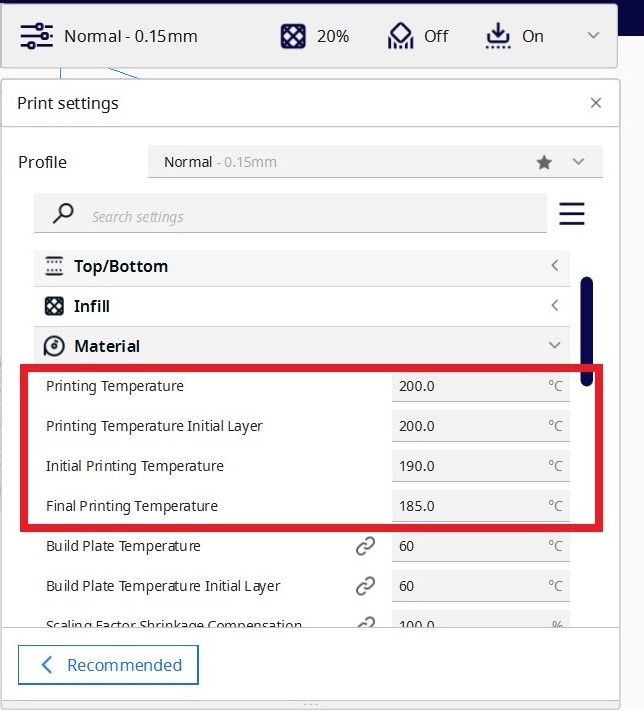 Normal - 0.15mm 20% Off On
Print settings
Profile Normal - 0.15mm
Search settings
Top/Bottom
Infill
Material
Printing Temperature 200.0 °C
Printing Temperature Initial Layer 200.0 °C
Initial Printing Temperature 190.0 °C
Final Printing Temperature 185.0 °C
Build Plate Temperature 60 °C
Build Plate Temperature Initial Layer 60 °C
Scaling Factor Shrinkage Compensation 100.0 %
Recommended